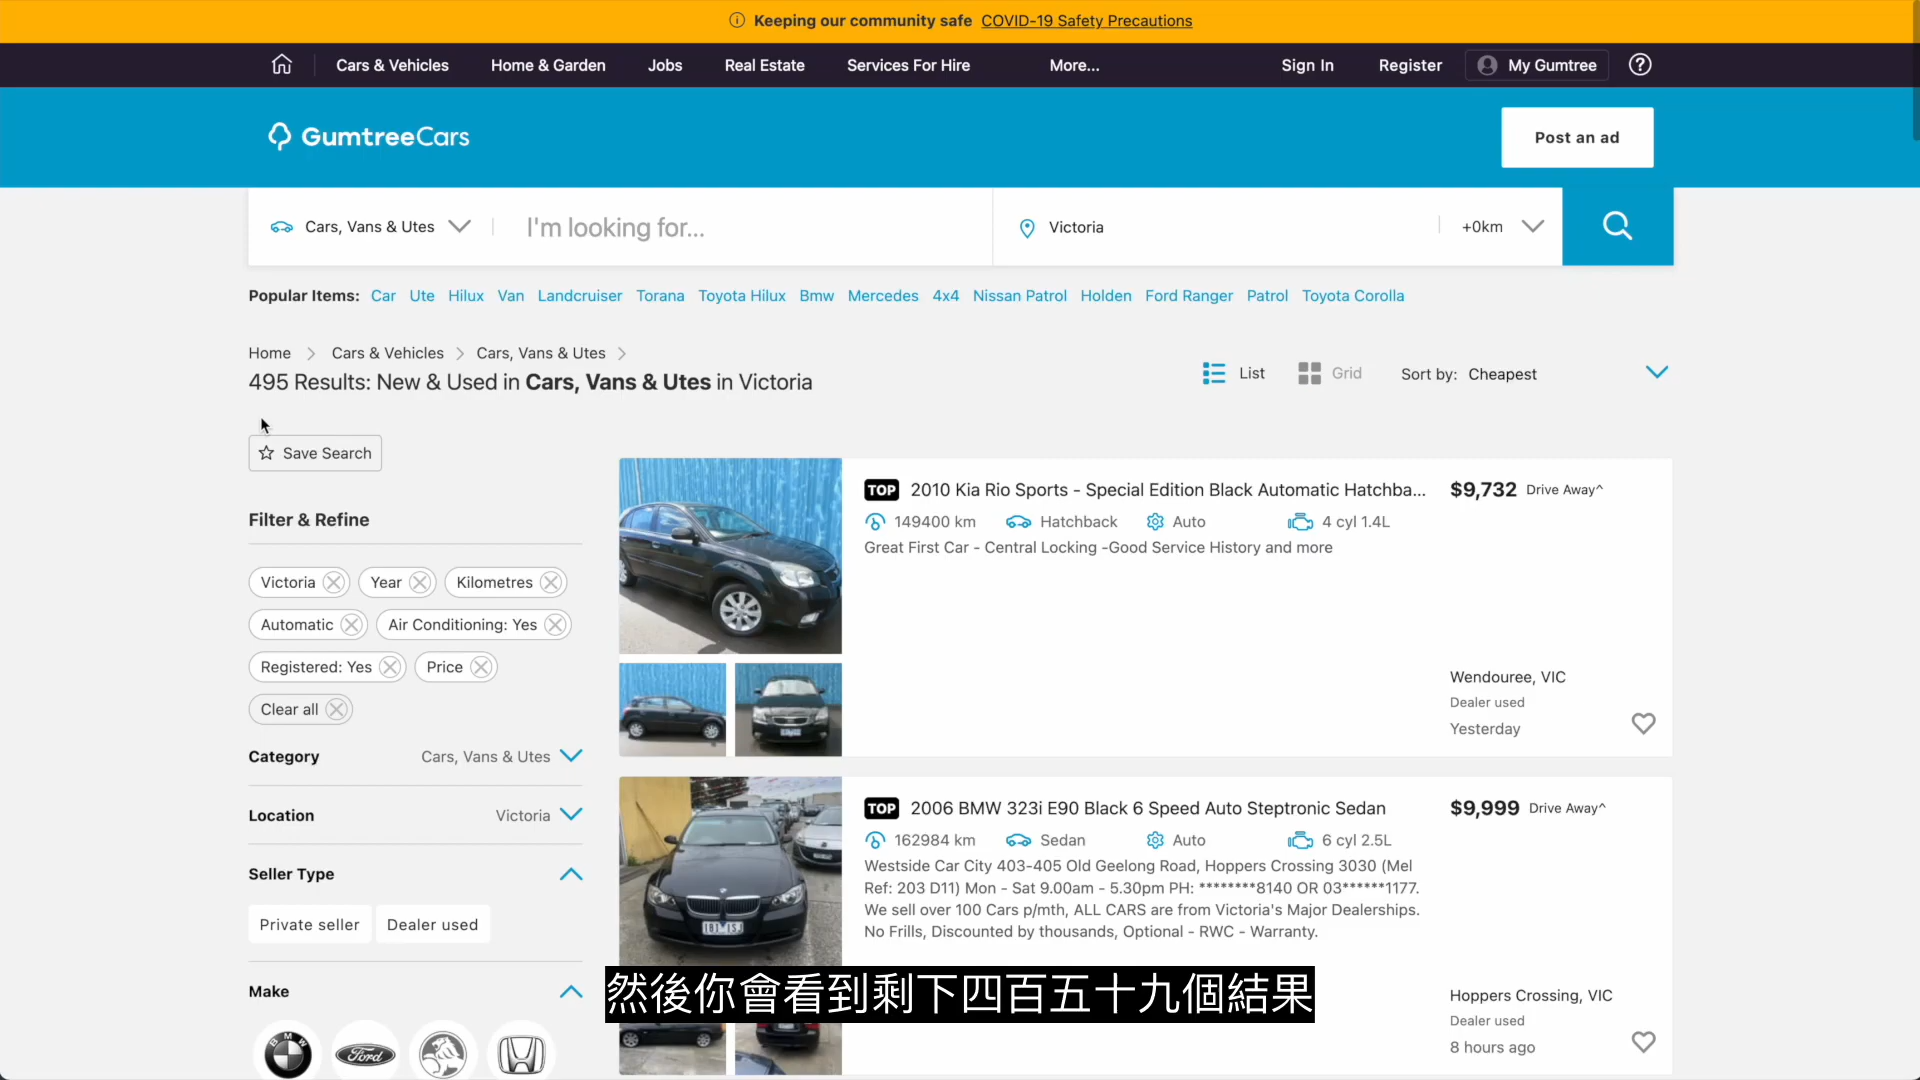 Keeping our community safe COVID-19 Safety Precautions
Cars & Vehicles Home & Garden Jobs Real Estate Services For Hire More... Sign In Register My Gumtree
GumtreeCars
Post an ad
Cars, Vans & Utes I'm looking for... Victoria +0km
Popular Items: Car Ute Hilux Van Landcruiser Torana Toyota Hilux Bmw Mercedes 4x4 Nissan Patrol Holden Ford Ranger Patrol Toyota Corolla
Home Cars & Vehicles Cars, Vans & Utes
495 Results: New & Used in Cars, Vans & Utes in Victoria
List Grid Sort by: Cheapest
Save Search
Filter & Refine
Victoria Year Kilometres
Automatic Air Conditioning: Yes
Registered: Yes Price
Clear all
Category Cars, Vans & Utes
Location Victoria
Seller Type
Private seller Dealer used
Make
BMW Ford
TOP 2010 Kia Rio Sports - Special Edition Black Automatic Hatchba... $9,732 Drive Away^
149400 km Hatchback Auto 4 cyl 1.4L
Great First Car - Central Locking -Good Service History and more
Wendouree, VIC
Dealer used
Yesterday
TOP 2006 BMW 323i E90 Black 6 Speed Auto Steptronic Sedan $9,999 Drive Away^
162984 km Sedan Auto 6 cyl 2.5L
Westside Car City 403-405 Old Geelong Road, Hoppers Crossing 3030 (Mel
Ref: 203 D11) Mon - Sat 9.00am - 5.30pm PH: ********8140 OR 03******1177.
We sell over 100 Cars p/mth, ALL CARS are from Victoria's Major Dealerships.
No Frills, Discounted by thousands, Optional - RWC - Warranty.
Hoppers Crossing, VIC
Dealer used
8 hours ago
然後你會看到剩下四百五十九個結果